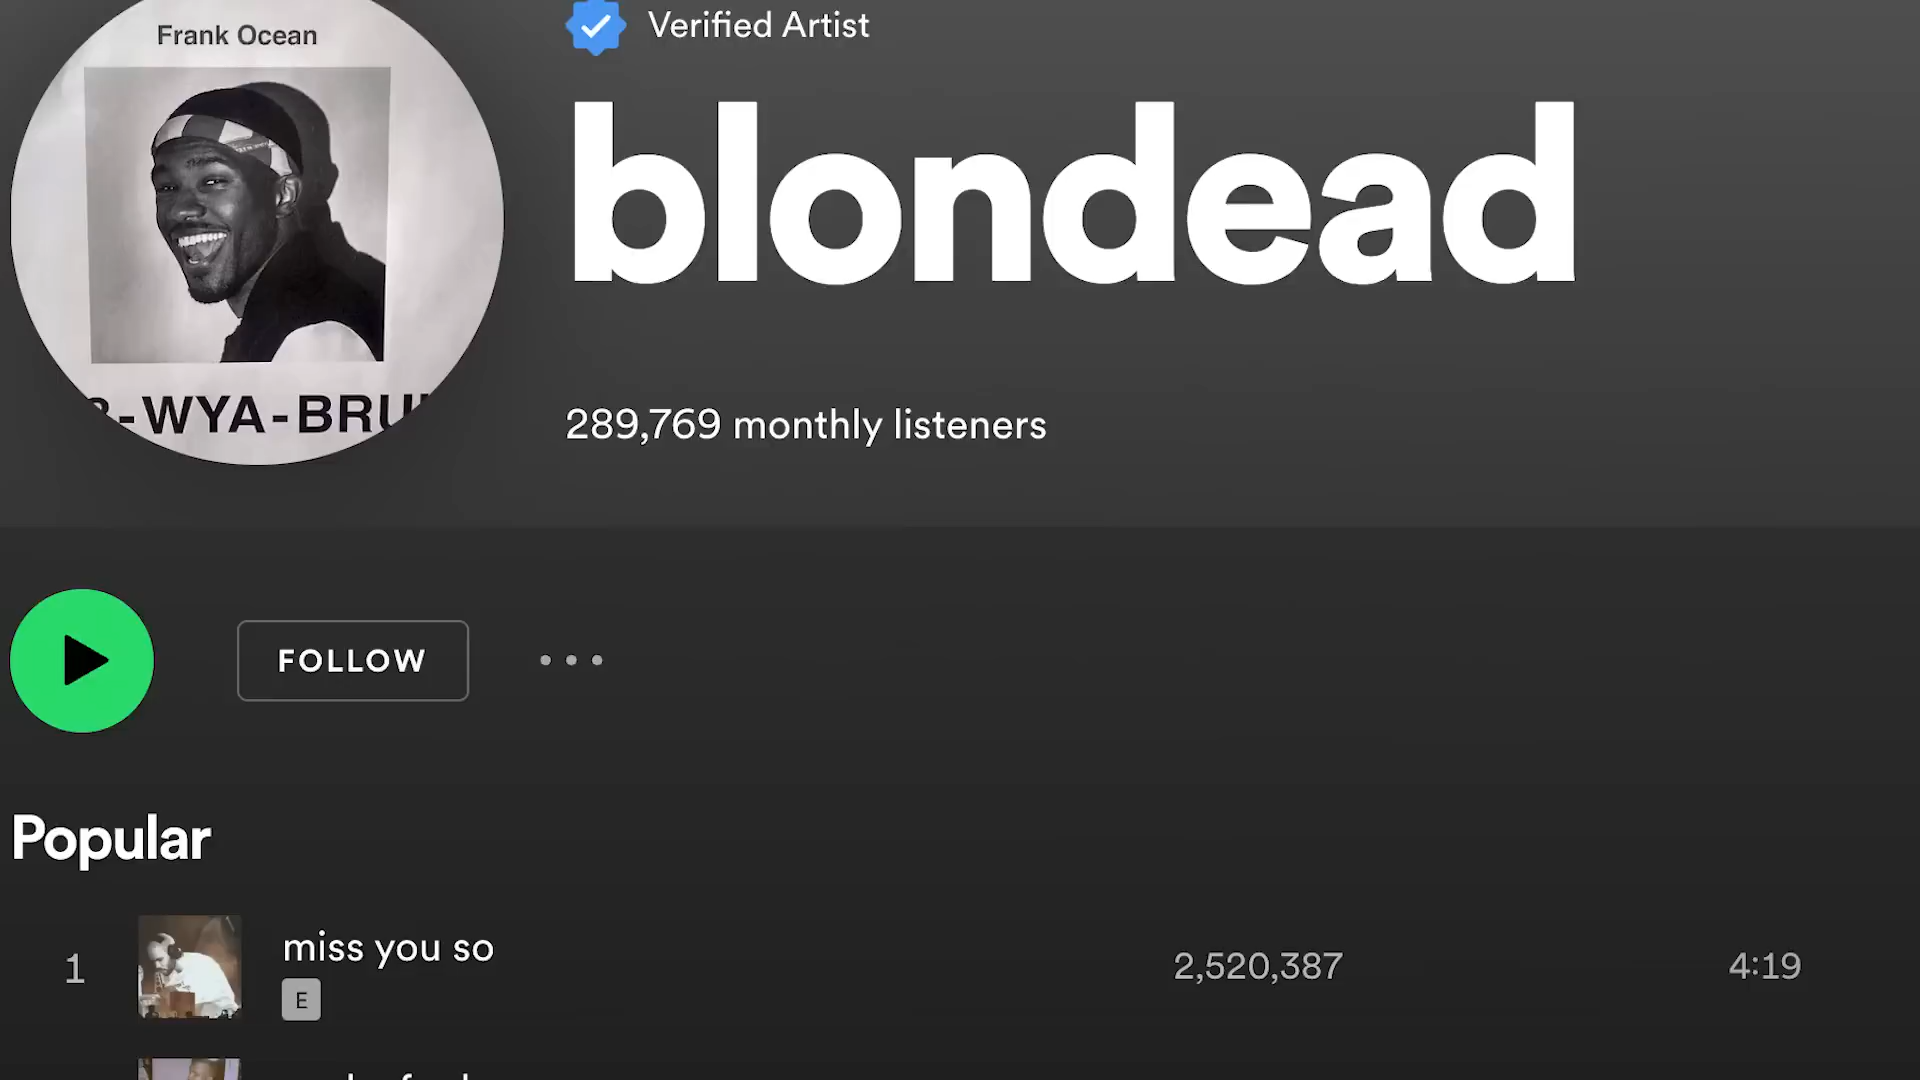 Frank Ocean
-WYA-BRU
Verified Artist
blondead
289,769 monthly listeners
FOLLOW
Popular
1 miss you so 2,520,387 4:19
E